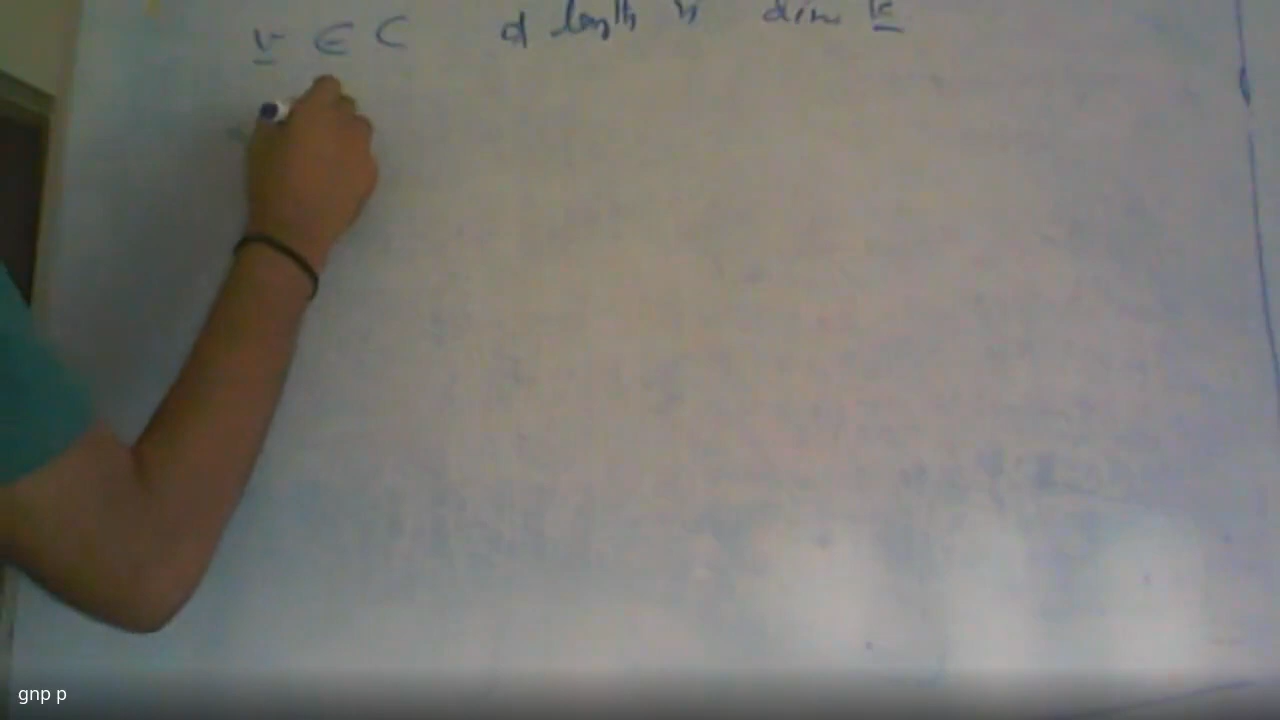 v ∈ C of length n dim k
gnp p